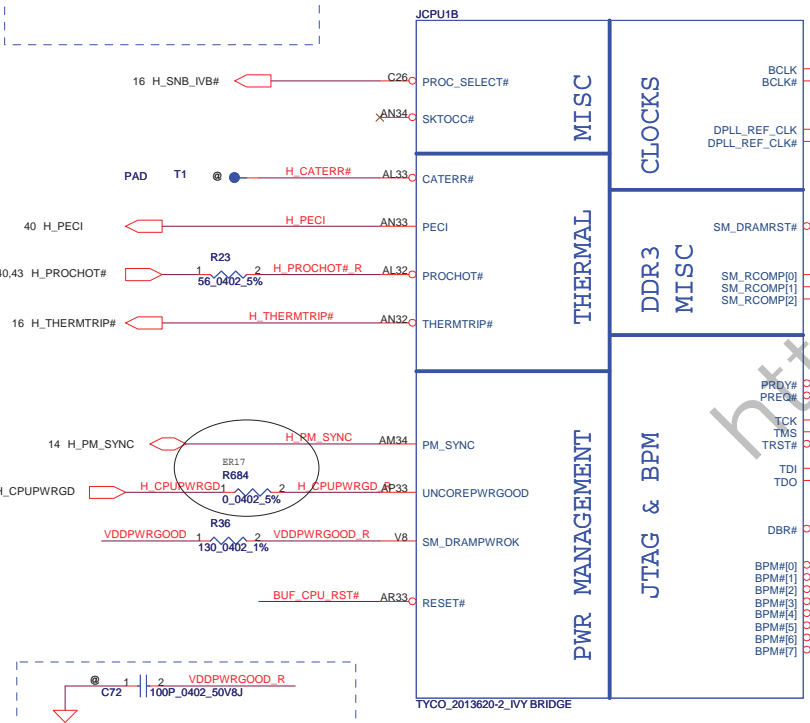 JCPU1B
16 H_SNB_IVB# C26 PROC_SELECT# MISC CLOCKS BCLK
BCLK#
AN34 SKTOCC#
DPLL_REF_CLK
DPLL_REF_CLK#
PAD T1 @ H_CATERR# AL33 CATERR#
40 H_PECI H_PECI AN33 PECI THERMAL DDR3 MISC SM_DRAMRST#
R23
40,43 H_PROCHOT# 1 2 H_PROCHOT#_R AL32 PROCHOT# SM_RCOMP[0]
56_0402_5%
SM_RCOMP[1]
SM_RCOMP[2]
16 H_THERMTRIP# H_THERMTRIP# AN32 THERMTRIP#
htt
PRDY#
PREQ#
TCK
TMS
TRST#
14 H_PM_SYNC H_PM_SYNC AM34 PM_SYNC PWR MANAGEMENT JTAG & BPM
ER17
R684
TDI
TDO
H_CPUPWRGD H_CPUPWRGD 1 2 H_CPUPWRGD_R AP33 UNCOREPWRGOOD
0_0402_5%
R36
DBR#
VDDPWRGOOD 1 2 VDDPWRGOOD_R V8 SM_DRAMPWROK
130_0402_1%
BPM#[0]
BPM#[1]
BPM#[2]
BUF_CPU_RST# AR33 RESET# BPM#[3]
BPM#[4]
BPM#[5]
BPM#[6]
BPM#[7]
@ 1 2 VDDPWRGOOD_R
C72 100P_0402_50V8J
TYCO_2013620-2_IVY BRIDGE